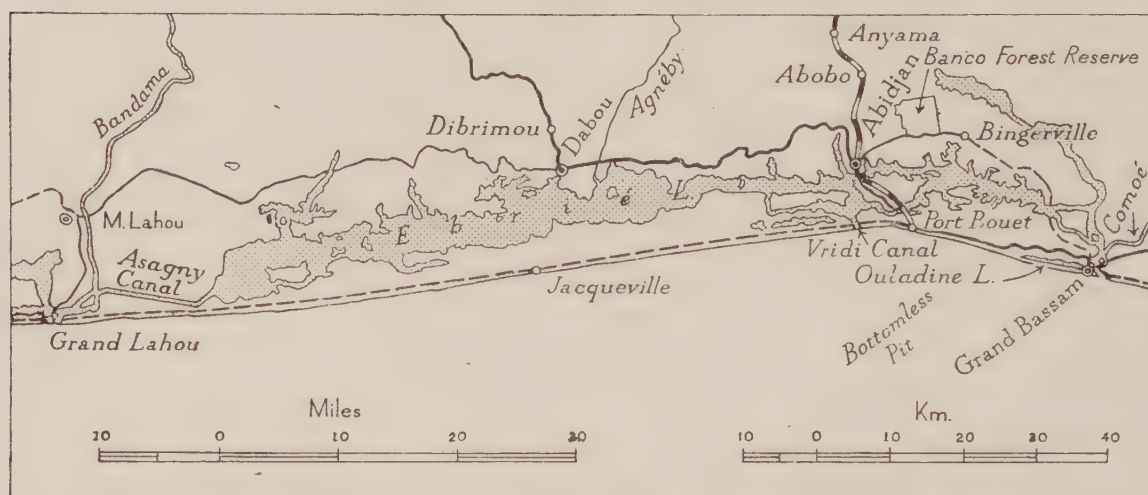 Bandama
Anyama
Abobo
Abidjan
Banco Forest Reserve
Agnéby
Dabou
Dibrimou
Bingerville
Comoé
M. Lahou
Ebrié L.
Port Bouet
Asagny
Canal
Vridi Canal
Ouladine L.
Jacqueville
Grand Lahou
Bottomless
Pit
Grand Bassam
Miles
10 0 10 20 30
Km.
10 0 10 20 30 40